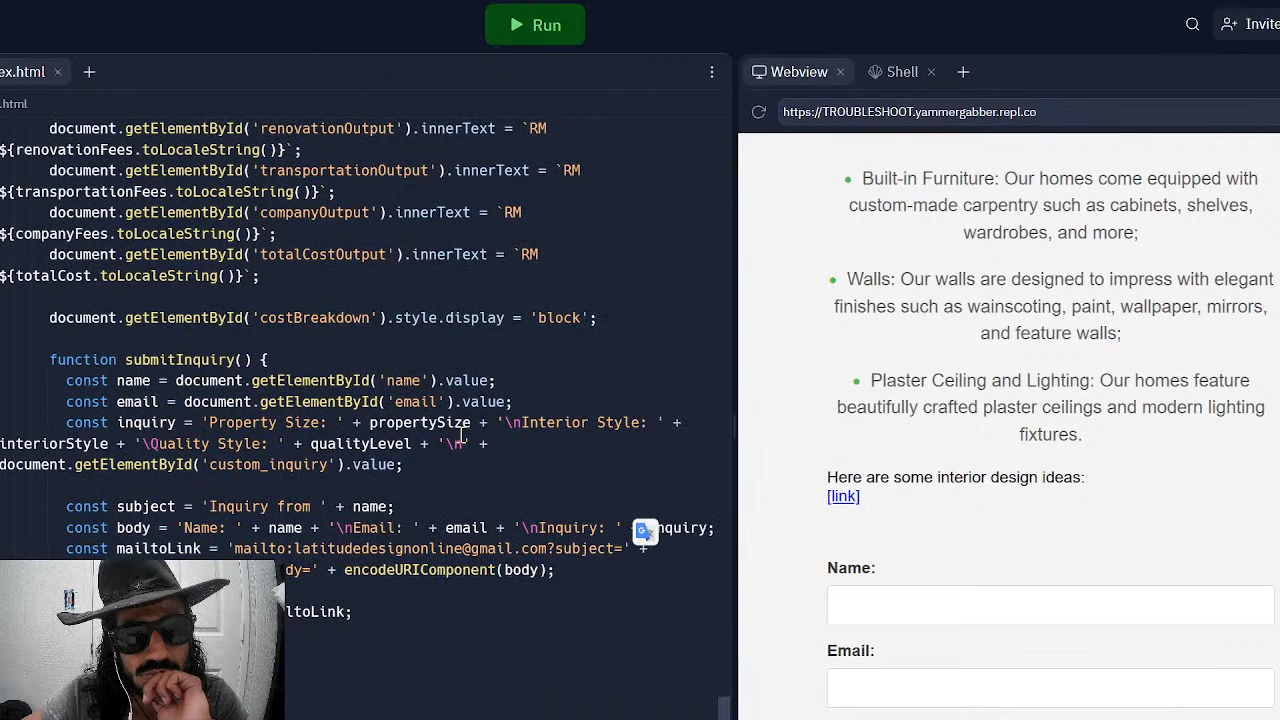 Run
Invite
ex.html
Webview
Shell
.html
https://TROUBLESHOOT.yammergabber.repl.co
document.getElementById('renovationOutput').innerText = `RM
${renovationFees.toLocaleString()}`;
document.getElementById('transportationOutput').innerText = `RM
${transportationFees.toLocaleString()}`;
document.getElementById('companyOutput').innerText = `RM
${companyFees.toLocaleString()}`;
document.getElementById('totalCostOutput').innerText = `RM
${totalCost.toLocaleString()}`;
document.getElementById('costBreakdown').style.display = 'block';
function submitInquiry() {
const name = document.getElementById('name').value;
const email = document.getElementById('email').value;
const inquiry = 'Property Size: ' + propertySize + '\nInterior Style: ' +
interiorStyle + '\Quality Style: ' + qualityLevel + '\n' +
document.getElementById('custom_inquiry').value;
const subject = 'Inquiry from ' + name;
const body = 'Name: ' + name + '\nEmail: ' + email + '\nInquiry: ' nquiry;
const mailtoLink = 'mailto:latitudedesignonline@gmail.com?subject=' +
dy=' + encodeURIComponent(body);
ltoLink;
• Built-in Furniture: Our homes come equipped with
custom-made carpentry such as cabinets, shelves,
wardrobes, and more;
• Walls: Our walls are designed to impress with elegant
finishes such as wainscoting, paint, wallpaper, mirrors,
and feature walls;
• Plaster Ceiling and Lighting: Our homes feature
beautifully crafted plaster ceilings and modern lighting
fixtures.
Here are some interior design ideas:
[link]
Name:
Email: